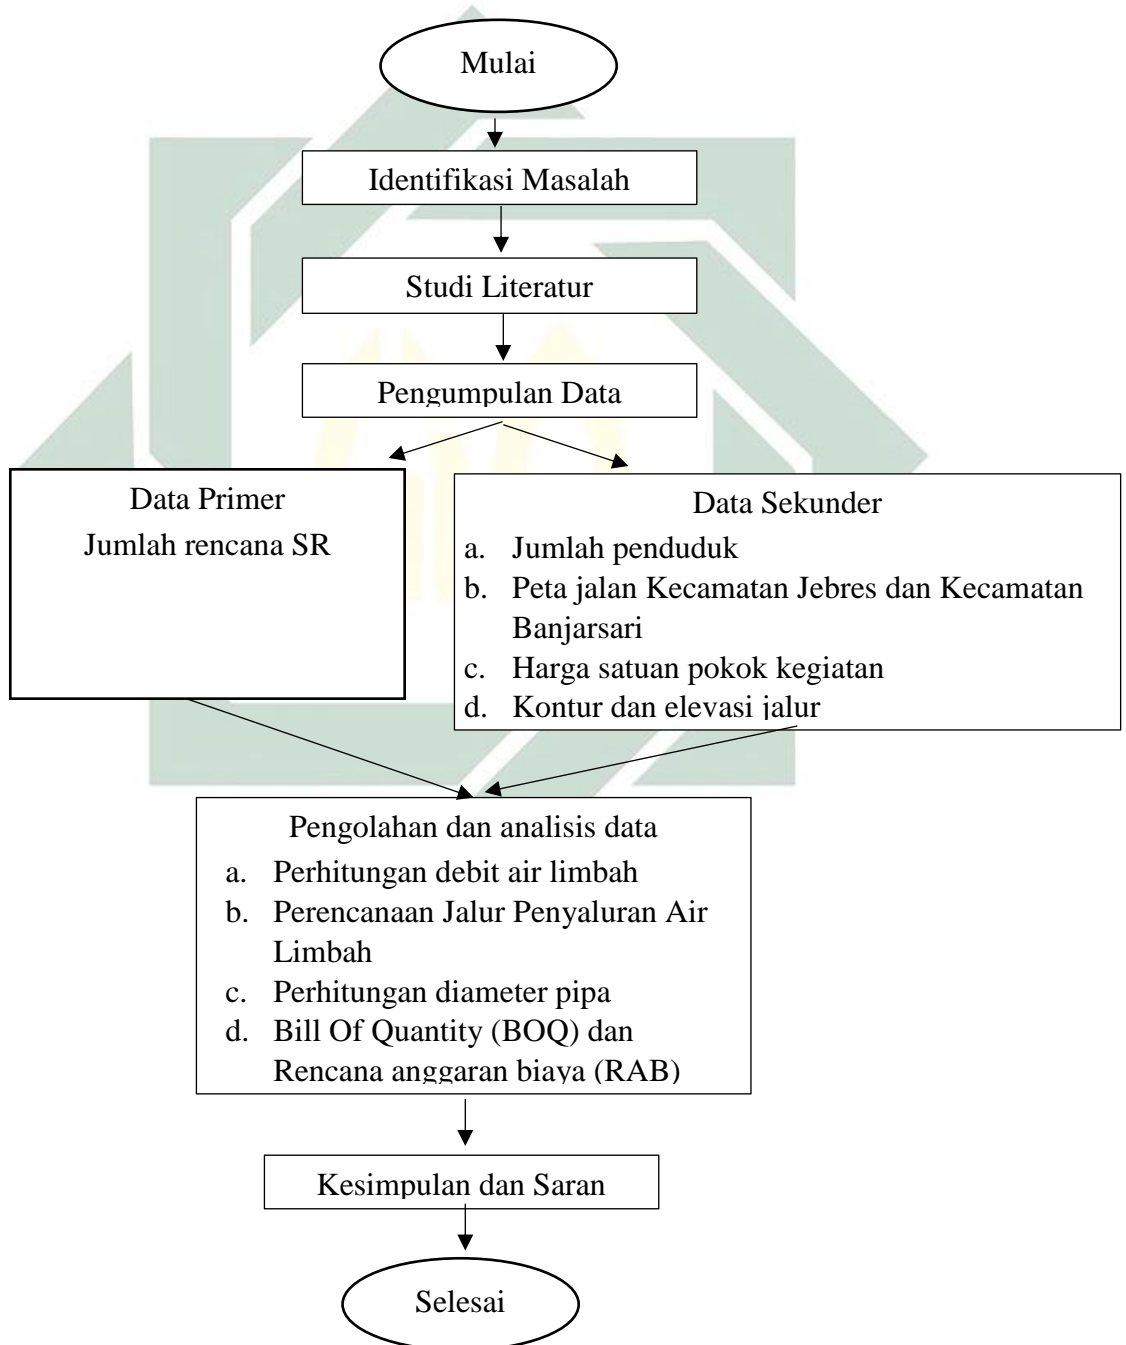 Mulai
Identifikasi Masalah
Studi Literatur
Pengumpulan Data
Data Primer
Jumlah rencana SR
Data Sekunder
a. Jumlah penduduk
b. Peta jalan Kecamatan Jebres dan Kecamatan
Banjarsari
c. Harga satuan pokok kegiatan
d. Kontur dan elevasi jalur
Pengolahan dan analisis data
a. Perhitungan debit air limbah
b. Perencanaan Jalur Penyaluran Air
Limbah
c. Perhitungan diameter pipa
d. Bill Of Quantity (BOQ) dan
Rencana anggaran biaya (RAB)
Kesimpulan dan Saran
Selesai